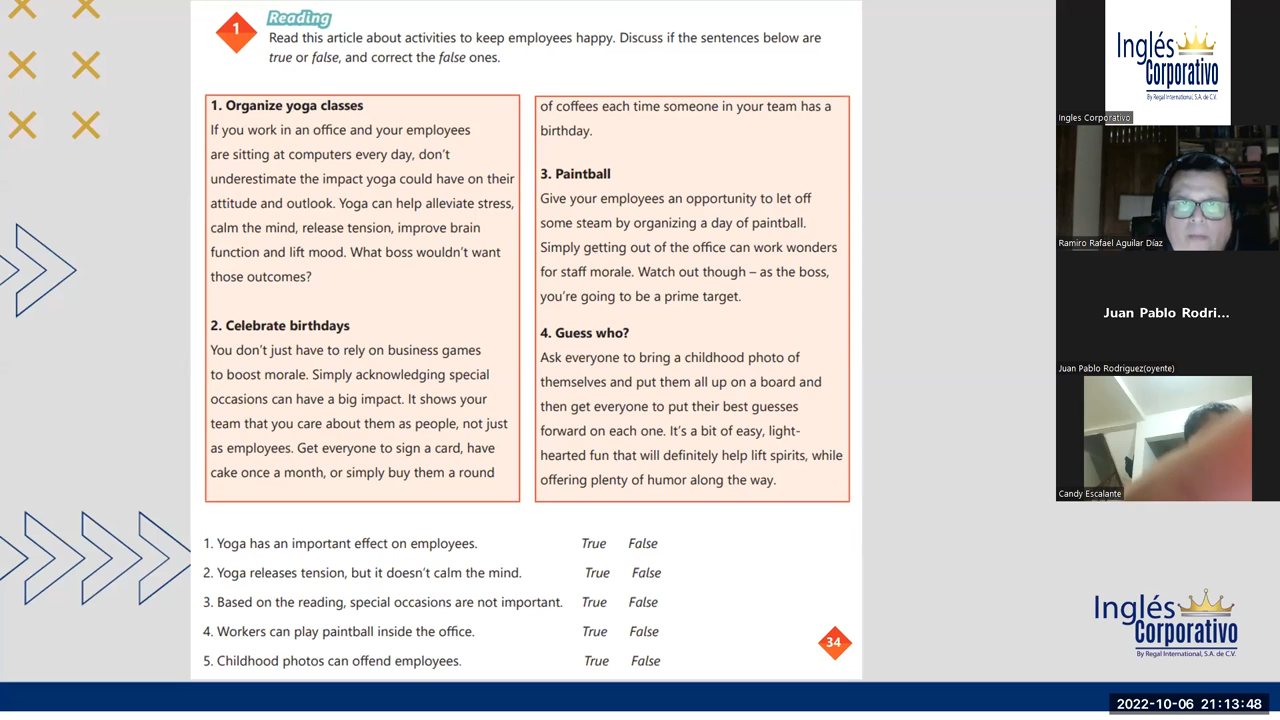 1
Reading
Read this article about activities to keep employees happy. Discuss if the sentences below are
true or false, and correct the false ones.
1. Organize yoga classes
If you work in an office and your employees
are sitting at computers every day, don't
underestimate the impact yoga could have on their
attitude and outlook. Yoga can help alleviate stress,
calm the mind, release tension, improve brain
function and lift mood. What boss wouldn't want
those outcomes?
2. Celebrate birthdays
You don't just have to rely on business games
to boost morale. Simply acknowledging special
occasions can have a big impact. It shows your
team that you care about them as people, not just
as employees. Get everyone to sign a card, have
cake once a month, or simply buy them a round
of coffees each time someone in your team has a
birthday.
3. Paintball
Give your employees an opportunity to let off
some steam by organizing a day of paintball.
Simply getting out of the office can work wonders
for staff morale. Watch out though – as the boss,
you're going to be a prime target.
4. Guess who?
Ask everyone to bring a childhood photo of
themselves and put them all up on a board and
then get everyone to put their best guesses
forward on each one. It's a bit of easy, light-
hearted fun that will definitely help lift spirits, while
offering plenty of humor along the way.
1. Yoga has an important effect on employees. True False
2. Yoga releases tension, but it doesn't calm the mind. True False
3. Based on the reading, special occasions are not important. True False
4. Workers can play paintball inside the office. True False
5. Childhood photos can offend employees. True False
34
Inglés
Corporativo
By Regal International, S.A. de C.V.
Ingles Corporativo
Ramiro Rafael Aguilar Díaz
Juan Pablo Rodri...
Juan Pablo Rodriguez(oyente)
Candy Escalante
Inglés
Corporativo
By Regal International, S.A. de C.V.
2022-10-06 21:13:48